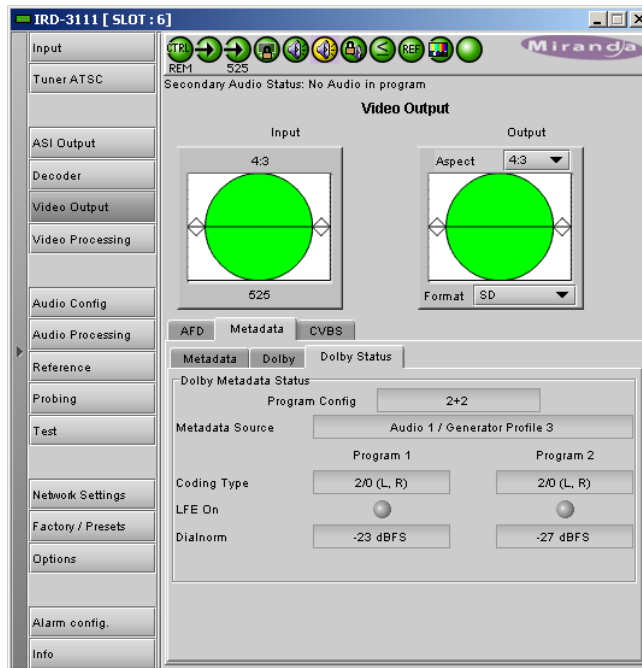 IRD-3111 [ SLOT : 6]
Input
Tuner ATSC
ASI Output
Decoder
Video Output
Video Processing
Audio Config
Audio Processing
Reference
Probing
Test
Network Settings
Factory / Presets
Options
Alarm config.
Info
CTRL
REF
Miranda
REM
525
Secondary Audio Status: No Audio in program
Video Output
Input
Output
4:3
Aspect
4:3
525
Format
SD
AFD
Metadata
CVBS
Metadata
Dolby
Dolby Status
Dolby Metadata Status
Program Config
2+2
Metadata Source
Audio 1 / Generator Profile 3
Program 1
Program 2
Coding Type
2/0 (L, R)
2/0 (L, R)
LFE On
Dialnorm
-23 dBFS
-27 dBFS